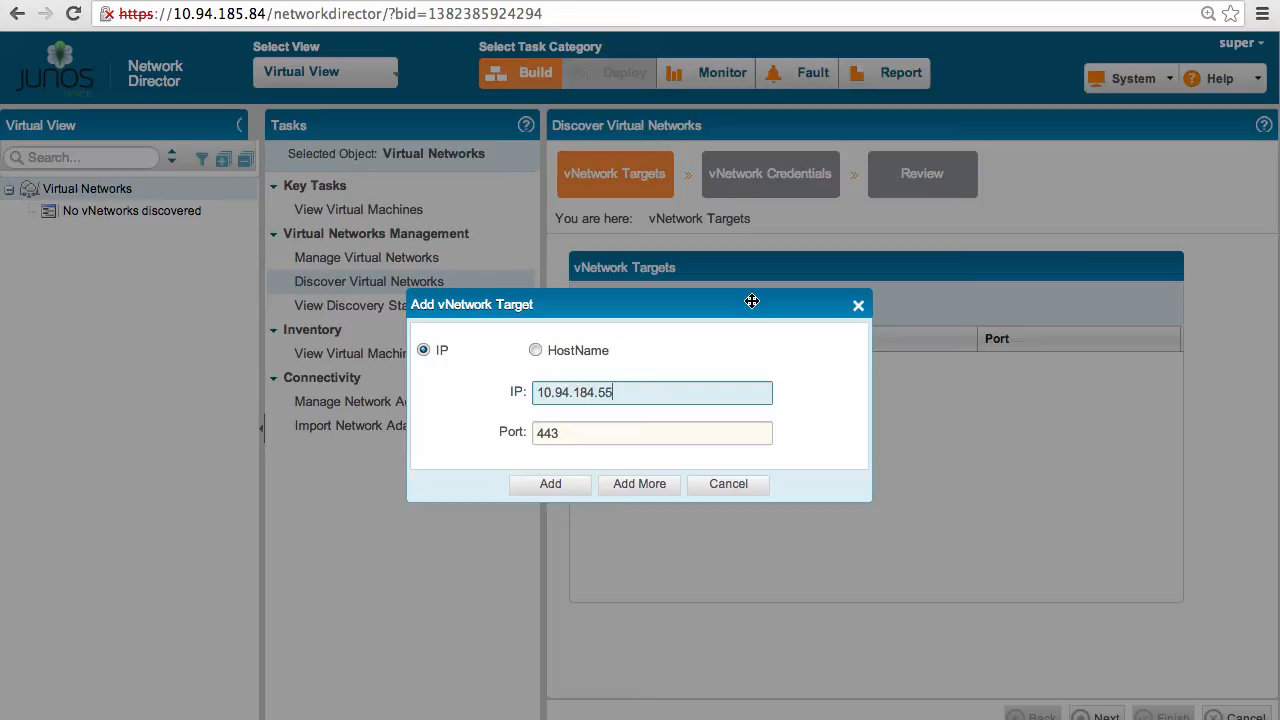 https://10.94.185.84/networkdirector/?bid=1382385924294
super
JUNOS
Network Director
Select View
Virtual View
Select Task Category
Build
Deploy
Monitor
Fault
Report
System
Help
Virtual View
Search...
Virtual Networks
No vNetworks discovered
Tasks
Selected Object: Virtual Networks
Key Tasks
View Virtual Machines
Virtual Networks Management
Manage Virtual Networks
Discover Virtual Networks
View Discovery Sta
Inventory
View Virtual Machin
Connectivity
Manage Network A
Import Network Ada
Discover Virtual Networks
vNetwork Targets » vNetwork Credentials » Review
You are here: vNetwork Targets
vNetwork Targets
Port
Add vNetwork Target
IP
HostName
IP: 10.94.184.55
Port: 443
Add
Add More
Cancel
Back
Next
Finish
Cancel